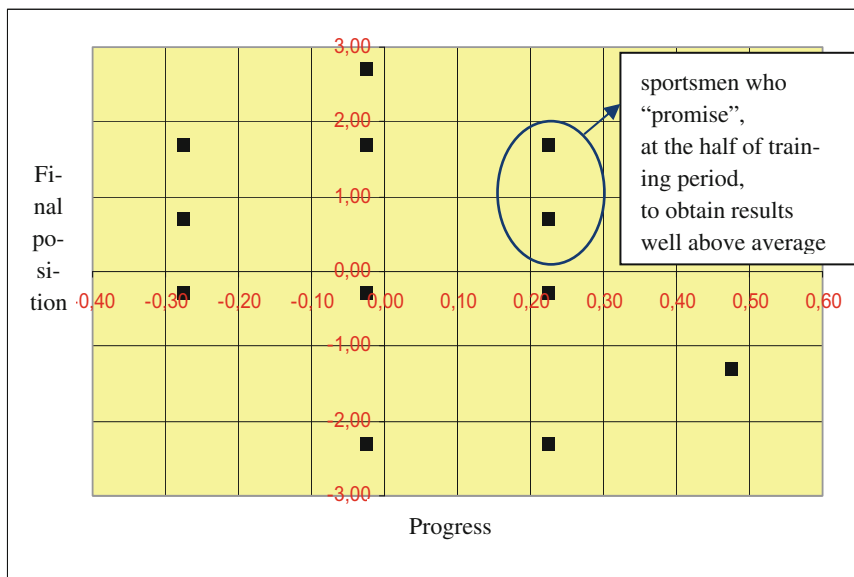 3,00
2,00
1,00
0,00
-1,00
-2,00
-3,00
-0,40 -0,30 -0,20 -0,10 0,00 0,10 0,20 0,30 0,40 0,50 0,60
Fi-
nal
po-
si-
tion
sportsmen who
“promise”,
at the half of train-
ing period,
to obtain results
well above average
Progress